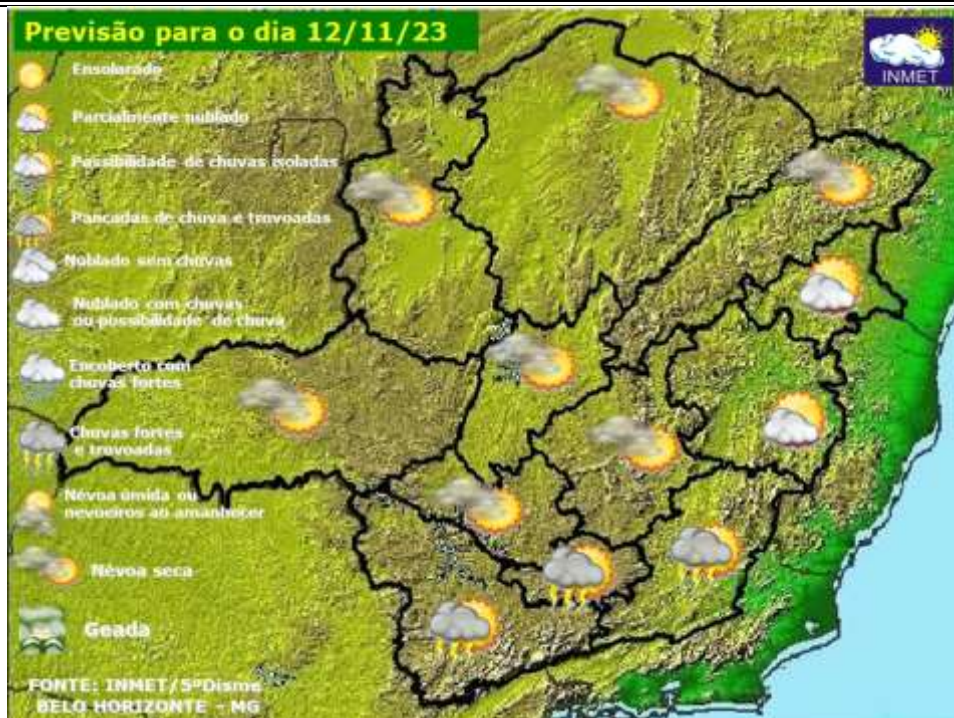 Previsão para o dia 12/11/23
INMET
Ensolarado
Parcialmente nublado
Possibilidade de chuvas isoladas
Pancadas de chuva e trovoadas
Nublado sem chuvas
Nublado com chuvas
ou possibilidade de chuva
Encoberto com
chuvas fortes
Chuvas fortes
e trovoadas
Névoa úmida ou
nevoeiros ao amanhecer
Névoa seca
Geada
FONTE: INMET/5ºDisme
BELO HORIZONTE - MG